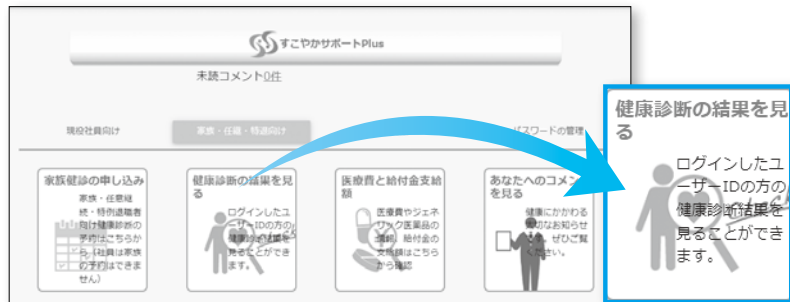 すこやかサポートPlus
未読コメント0件
現役社員向け
家族・任継・特退向け
パスワードの管理
家族健診の申し込み
家族・任意継
続・特例退職者
向け健康診断の
予約はこちらか
ら（社員は家族
の予約はできま
せん）
健康診断の結果を見
る
ログインしたユ
ーザーIDの方の
健康診断結果を
見ることができ
ます。
医療費と給付金支給
額
医療費やジェネ
リック医薬品の
情報、給付金の
支給額はこちら
から確認
あなたへのコメン
を見る
健康にかかわる
大切なお知らせ
です。ぜひご覧
ください。
健康診断の結果を見
る
ログインしたユ
ーザーIDの方の
健康診断結果を
見ることができ
ます。